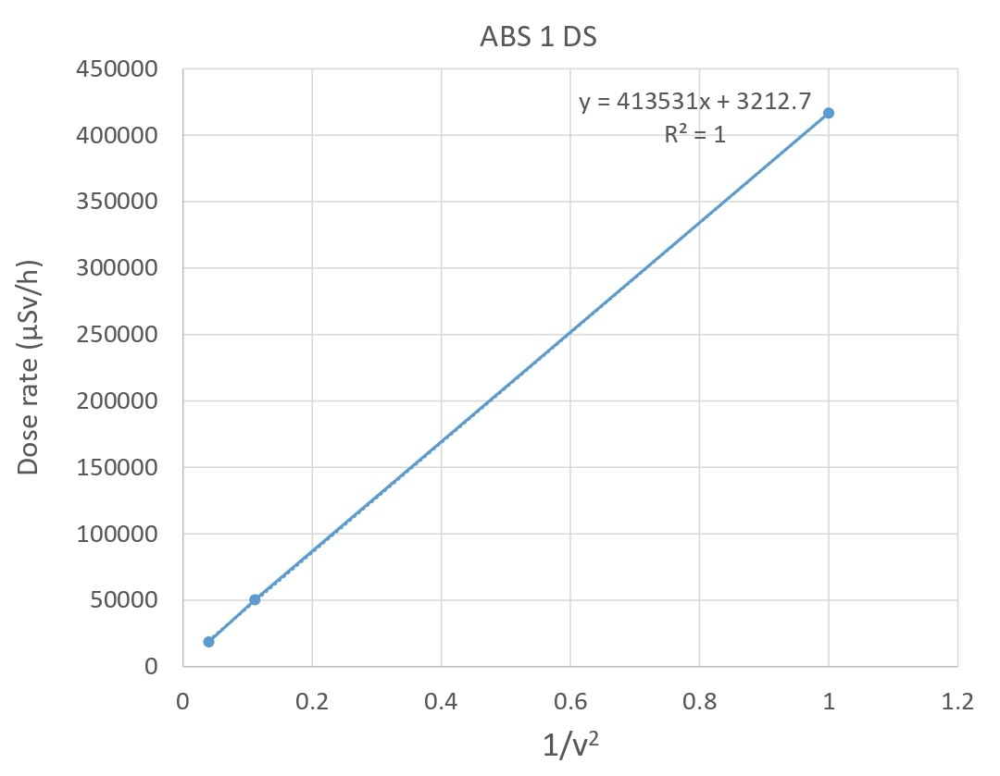 ABS 1 DS
450000
y = 413531x + 3212.7
400000
R² = 1
350000
300000
250000
200000
150000
100000
50000
0
Dose rate (µSv/h)
0 0.2 0.4 0.6 0.8 1 1.2
1/v²